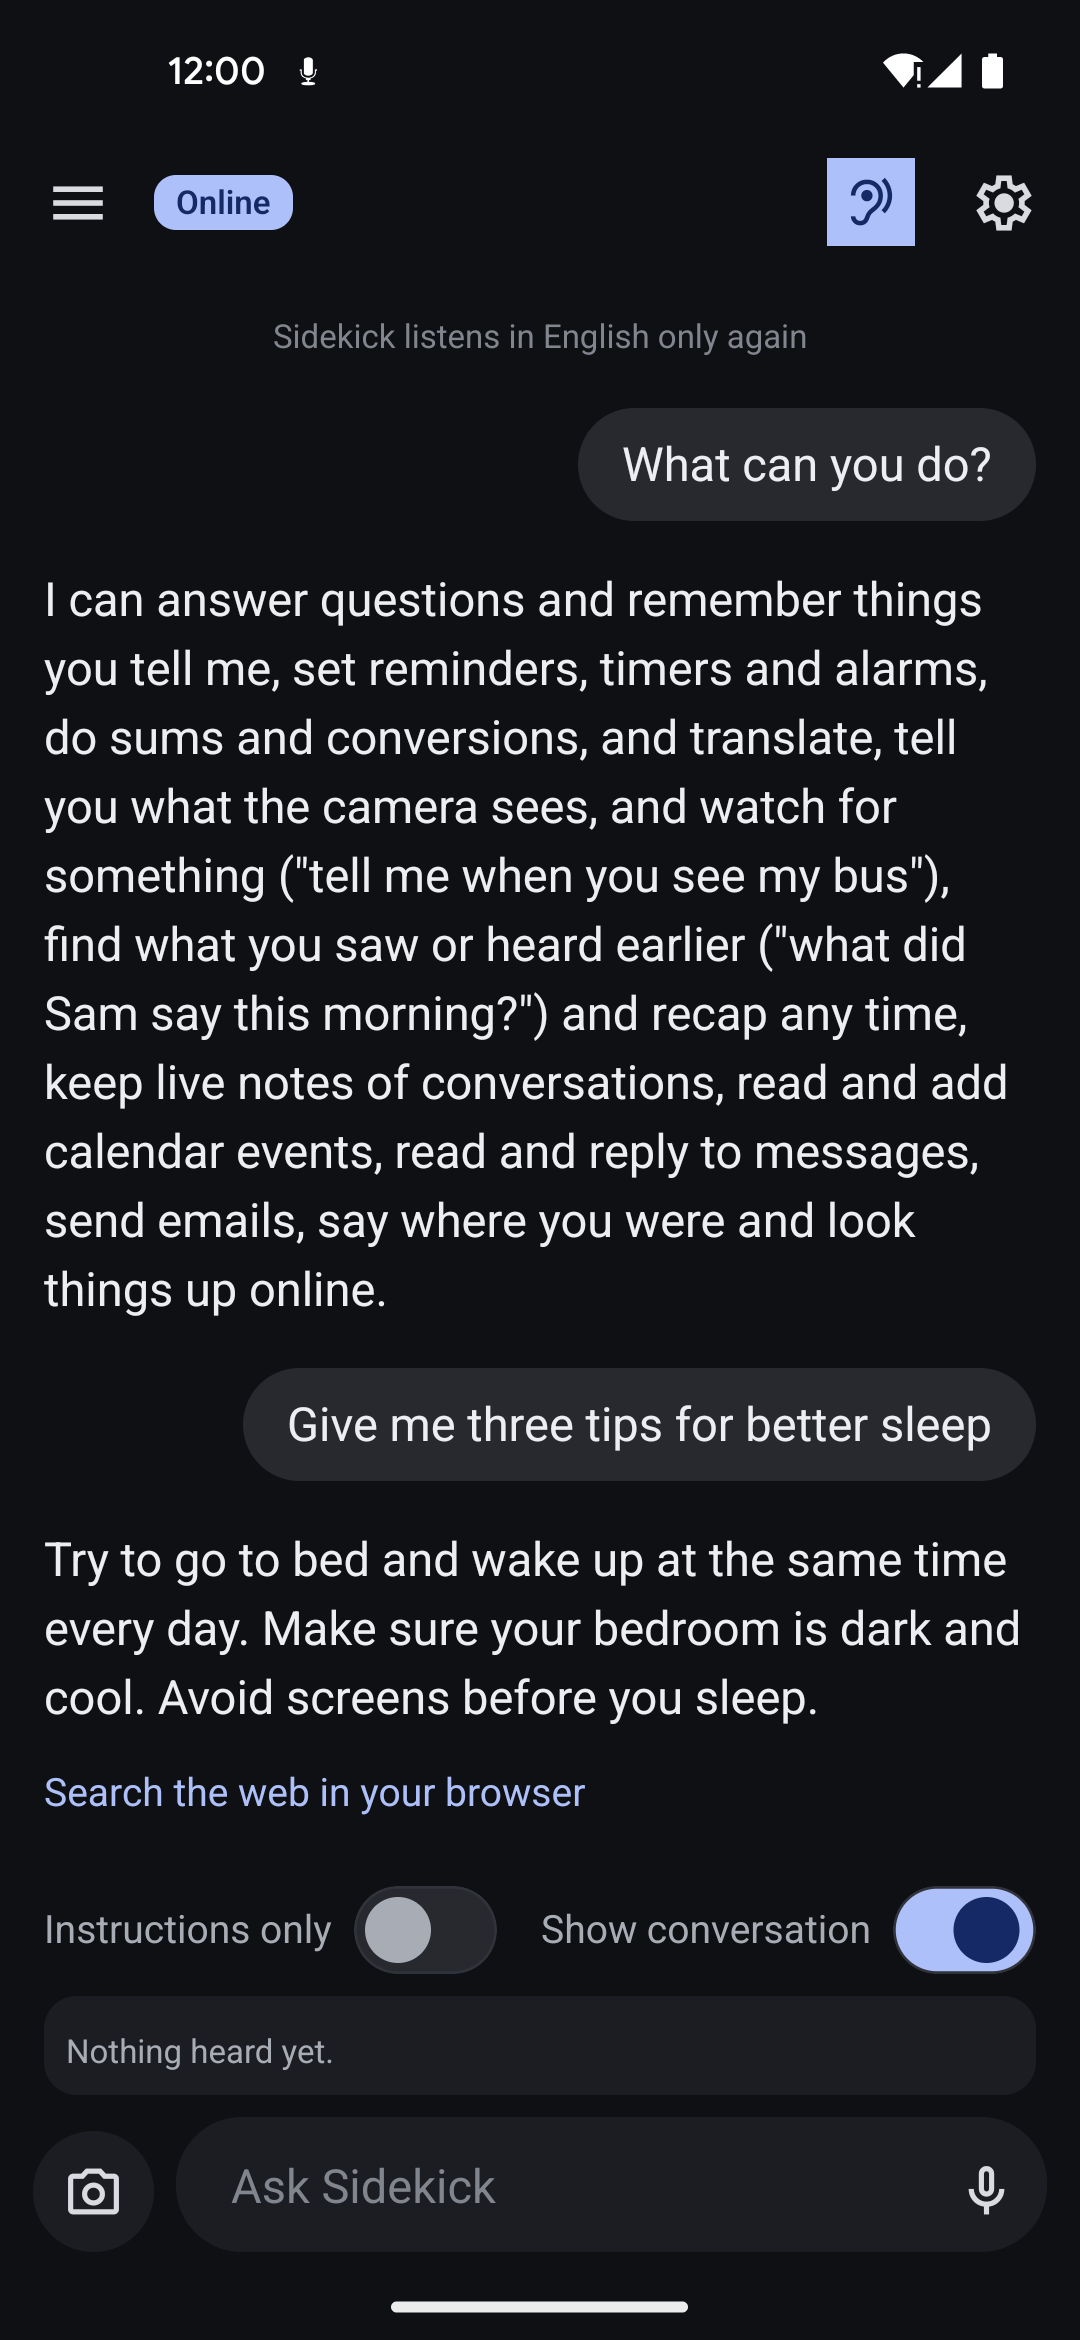 12:00
Online
Sidekick listens in English only again
What can you do?
I can answer questions and remember things
you tell me, set reminders, timers and alarms,
do sums and conversions, and translate, tell
you what the camera sees, and watch for
something ("tell me when you see my bus"),
find what you saw or heard earlier ("what did
Sam say this morning?") and recap any time,
keep live notes of conversations, read and add
calendar events, read and reply to messages,
send emails, say where you were and look
things up online.
Give me three tips for better sleep
Try to go to bed and wake up at the same time
every day. Make sure your bedroom is dark and
cool. Avoid screens before you sleep.
Search the web in your browser
Instructions only
Show conversation
Nothing heard yet.
Ask Sidekick